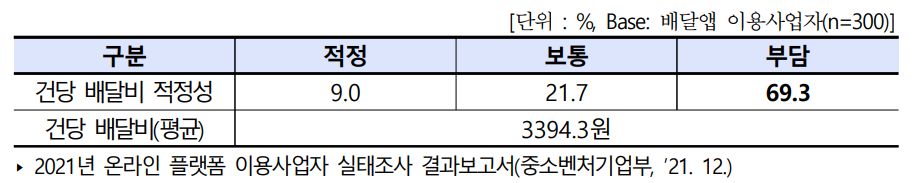 [단위 : %, Base: 배달앱 이용사업자(n=300)]
구분 적정 보통 부담
건당 배달비 적정성 9.0 21.7 69.3
건당 배달비(평균) 3394.3원
▸ 2021년 온라인 플랫폼 이용사업자 실태조사 결과보고서(중소벤처기업부, ’21. 12.)